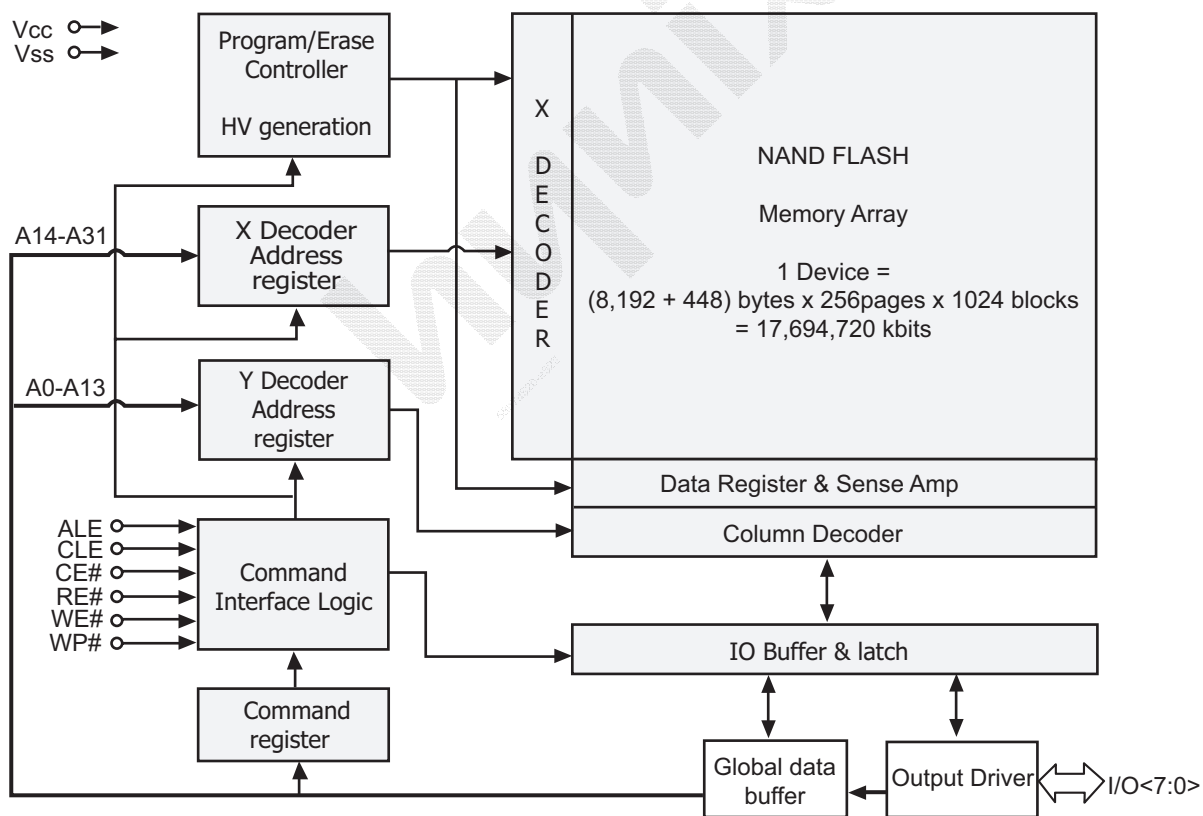 Vcc
Vss
Program/Erase
Controller
HV generation
X DECODER
NAND FLASH
Memory Array
1 Device =
(8,192 + 448) bytes x 256pages x 1024 blocks
= 17,694,720 kbits
A14-A31
X Decoder
Address
register
A0-A13
Y Decoder
Address
register
Data Register & Sense Amp
Column Decoder
ALE
CLE
CE#
RE#
WE#
WP#
Command
Interface Logic
IO Buffer & latch
Command
register
Global data
buffer
Output Driver
I/O<7:0>